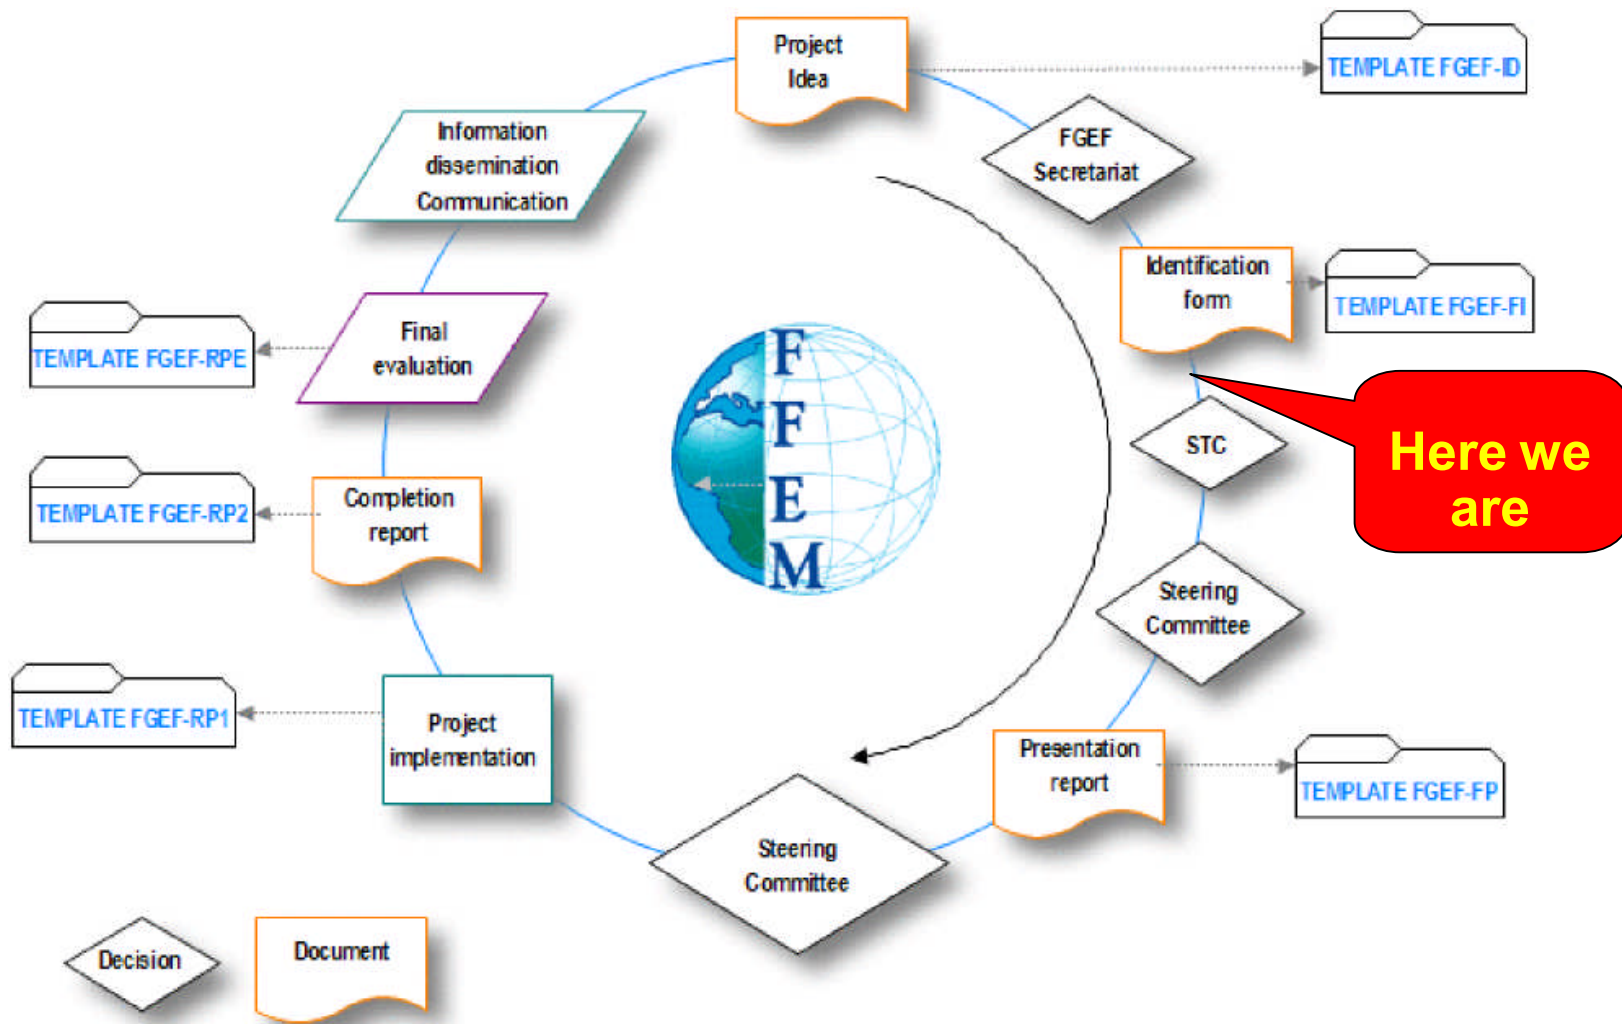 Project
Idea
TEMPLATE FGEF-ID
FGEF
Secretariat
Information
dissemination
Communication
Identification
form
TEMPLATE FGEF-FI
Final
evaluation
TEMPLATE FGEF-RPE
F
F
E
M
STC
Here we
are
Completion
report
TEMPLATE FGEF-RP2
Steering
Committee
Project
implementation
TEMPLATE FGEF-RP1
Presentation
report
TEMPLATE FGEF-FP
Steering
Committee
Decision
Document